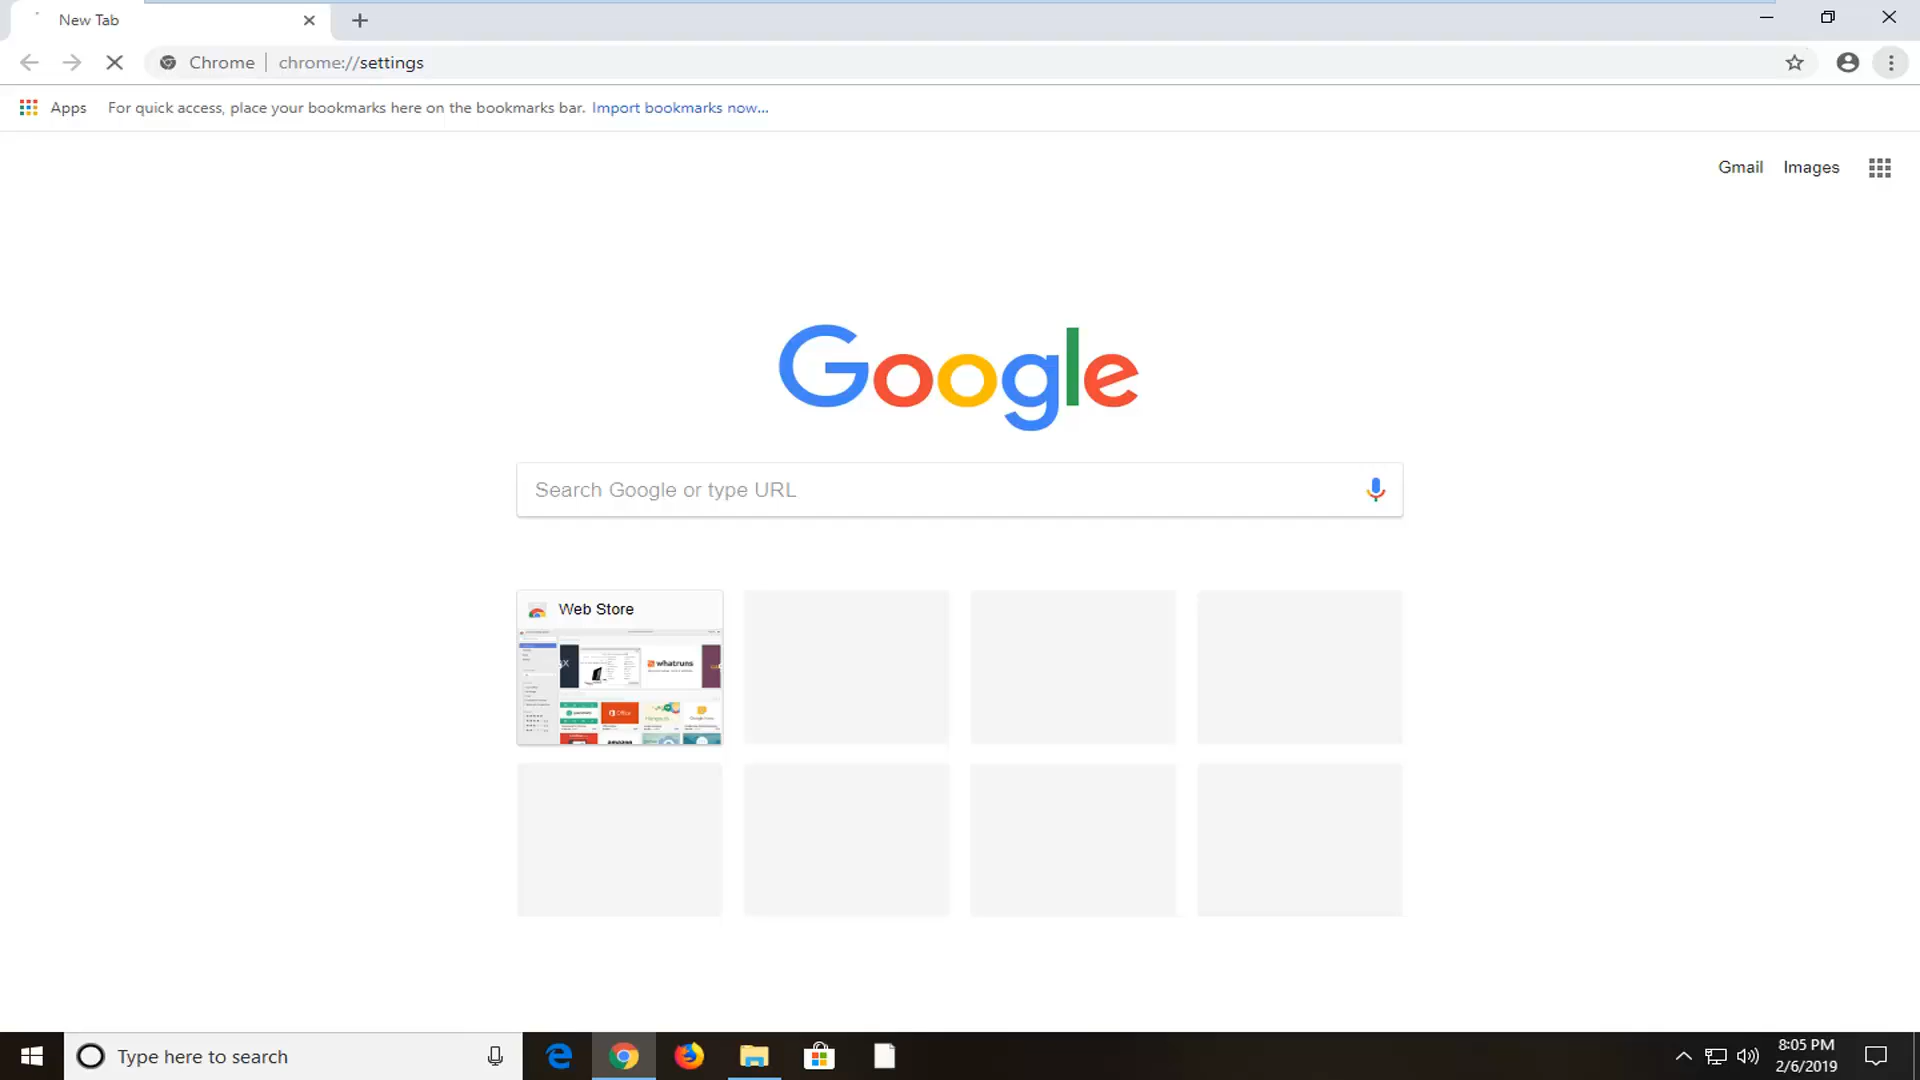 New Tab
Chrome | chrome://settings
Apps For quick access, place your bookmarks here on the bookmarks bar. Import bookmarks now...
Gmail Images
Google
Search Google or type URL
Web Store
whatruns
Office
Type here to search
8:05 PM
2/6/2019